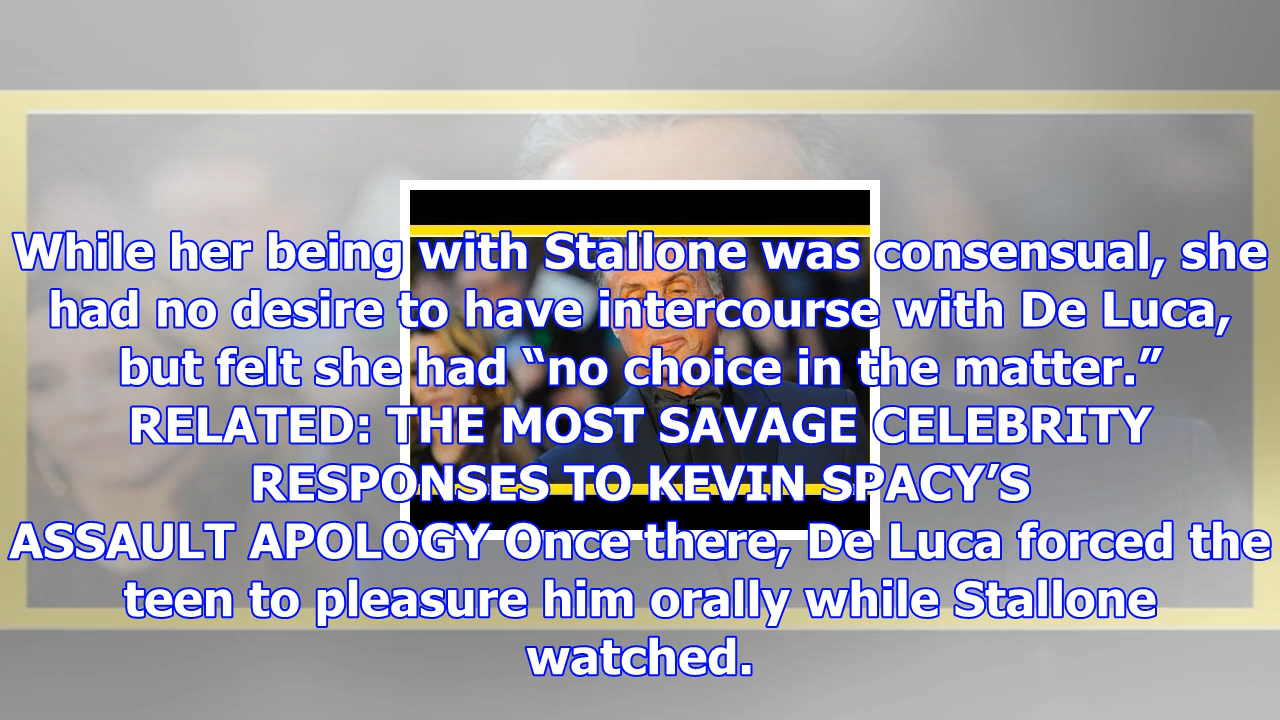 While her being with Stallone was consensual, she
had no desire to have intercourse with De Luca,
but felt she had “no choice in the matter.”
RELATED: THE MOST SAVAGE CELEBRITY
RESPONSES TO KEVIN SPACY’S
ASSAULT APOLOGY Once there, De Luca forced the
teen to pleasure him orally while Stallone
watched.